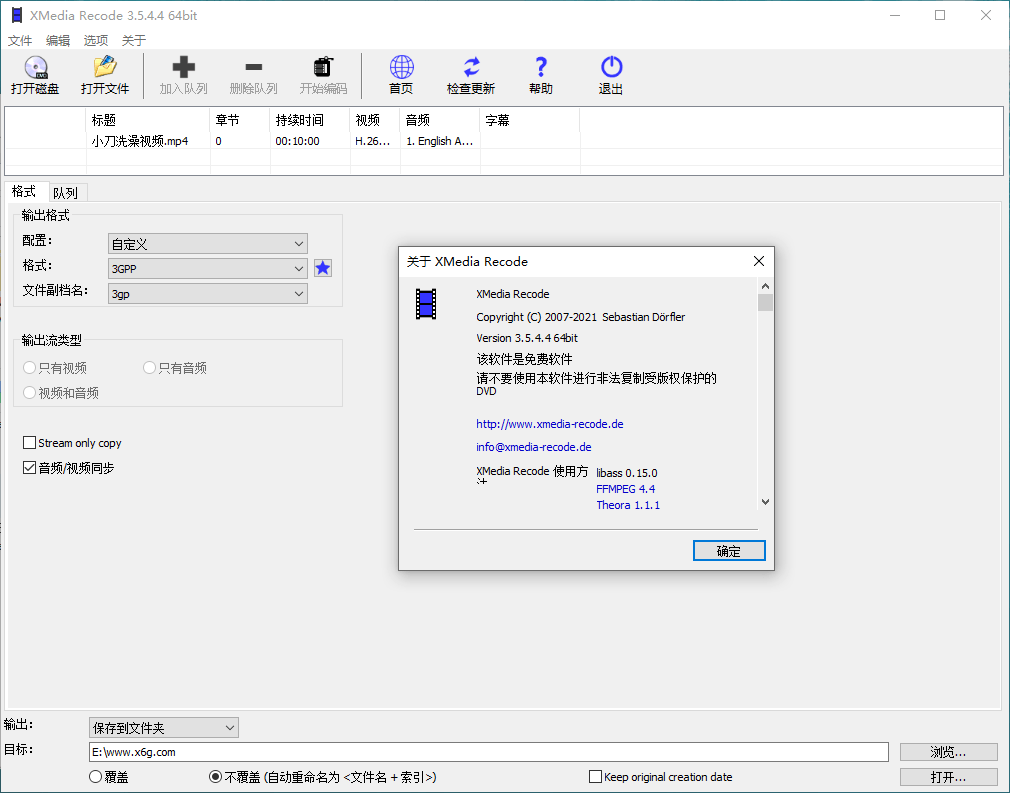 XMedia Recode 3.5.4.4 64bit
文件 编辑 选项 关于
打开磁盘 打开文件 加入队列 删除队列 开始编码 首页 检查更新 帮助 退出
标题 章节 持续时间 视频 音频 字幕
小刀洗澡视频.mp4 0 00:10:00 H.26... 1. English A...
格式 队列
输出格式
配置: 自定义
格式: 3GPP
文件副档名: 3gp
输出流类型
只有视频 只有音频
视频和音频
Stream only copy
音频/视频同步
关于 XMedia Recode
XMedia Recode
Copyright (C) 2007-2021 Sebastian Dörfler
Version 3.5.4.4 64bit
该软件是免费软件
请不要使用本软件进行非法复制受版权保护的
DVD
http://www.xmedia-recode.de
info@xmedia-recode.de
XMedia Recode 使用方 libass 0.15.0
FFMPEG 4.4
Theora 1.1.1
确定
输出: 保存到文件夹
目标: E:\www.x6g.com 浏览...
覆盖 不覆盖 (自动重命名为 <文件名 + 索引>) Keep original creation date 打开...